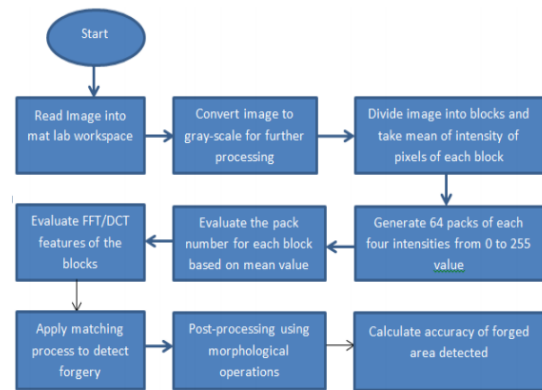 Start
Read Image into
mat lab workspace
Convert image to
gray-scale for further
processing
Divide image into blocks and
take mean of intensity of
pixels of each block
Generate 64 packs of each
four intensities from 0 to 255
value
Evaluate the pack
number for each block
based on mean value
Evaluate FFT/DCT
features of the
blocks
Apply matching
process to detect
forgery
Post-processing using
morphological
operations
Calculate accuracy of forged
area detected